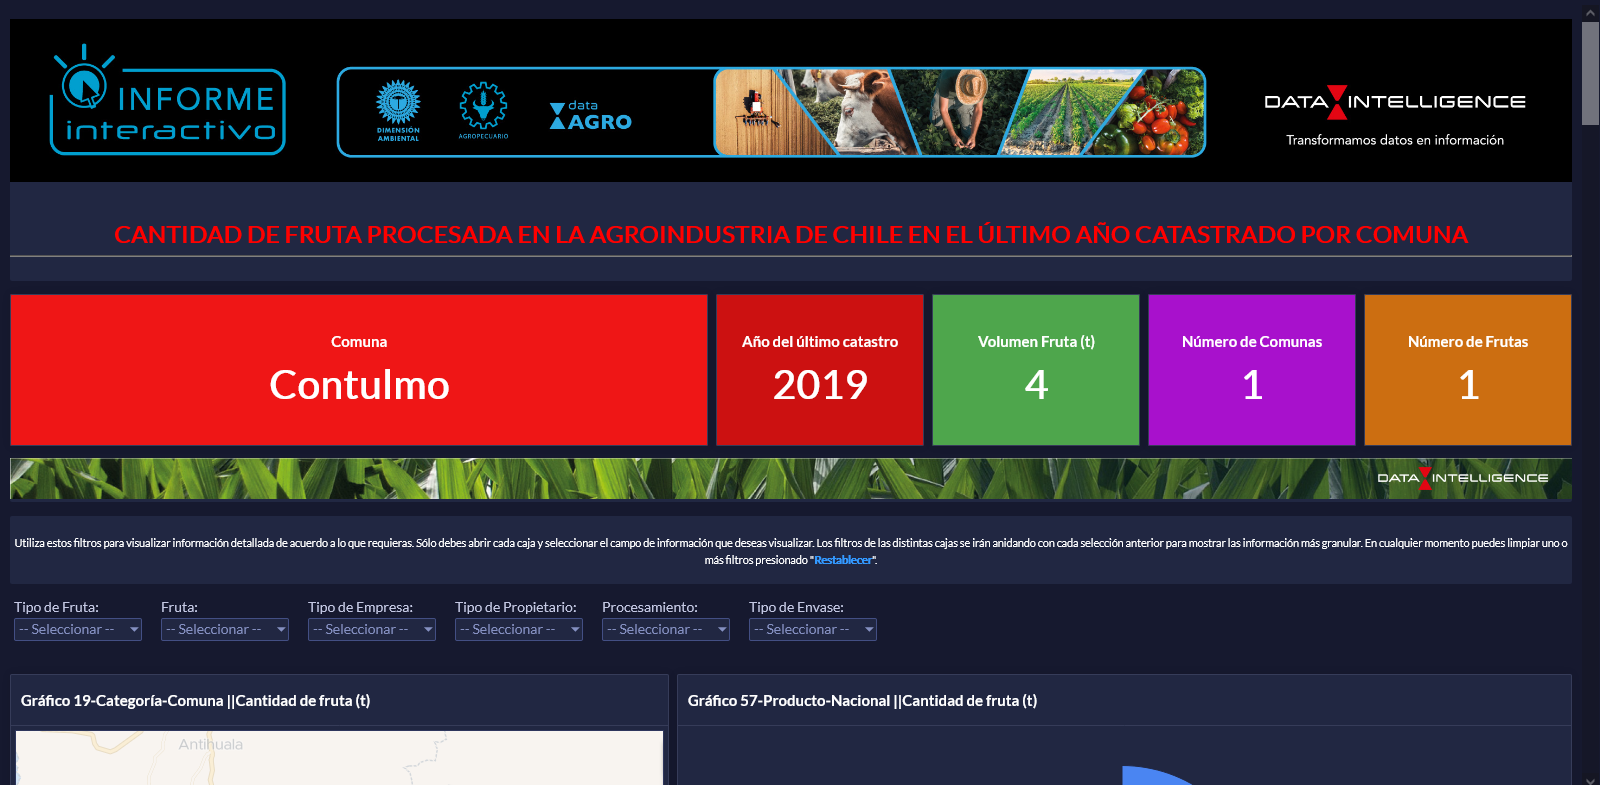 INFORME
interactivo
DIMENSIÓN
AMBIENTAL
AGROPECUARIO
data
AGRO
DATA INTELLIGENCE
Transformamos datos en información
CANTIDAD DE FRUTA PROCESADA EN LA AGROINDUSTRIA DE CHILE EN EL ÚLTIMO AÑO CATASTRADO POR COMUNA
Comuna
Contulmo
Año del último catastro
2019
Volumen Fruta (t)
4
Número de Comunas
1
Número de Frutas
1
DATA INTELLIGENCE
Utiliza estos filtros para visualizar información detallada de acuerdo a lo que requieras. Sólo debes abrir cada caja y seleccionar el campo de información que deseas visualizar. Los filtros de las distintas cajas se irán anidando con cada selección anterior para mostrar las información más granular. En cualquier momento puedes limpiar uno o
más filtros presionado "Restablecer".
Tipo de Fruta: Fruta: Tipo de Empresa: Tipo de Propietario: Procesamiento: Tipo de Envase:
-- Seleccionar -- -- Seleccionar -- -- Seleccionar -- -- Seleccionar -- -- Seleccionar -- -- Seleccionar --
Gráfico 19-Categoría-Comuna ||Cantidad de fruta (t)
Antihuala
Gráfico 57-Producto-Nacional ||Cantidad de fruta (t)